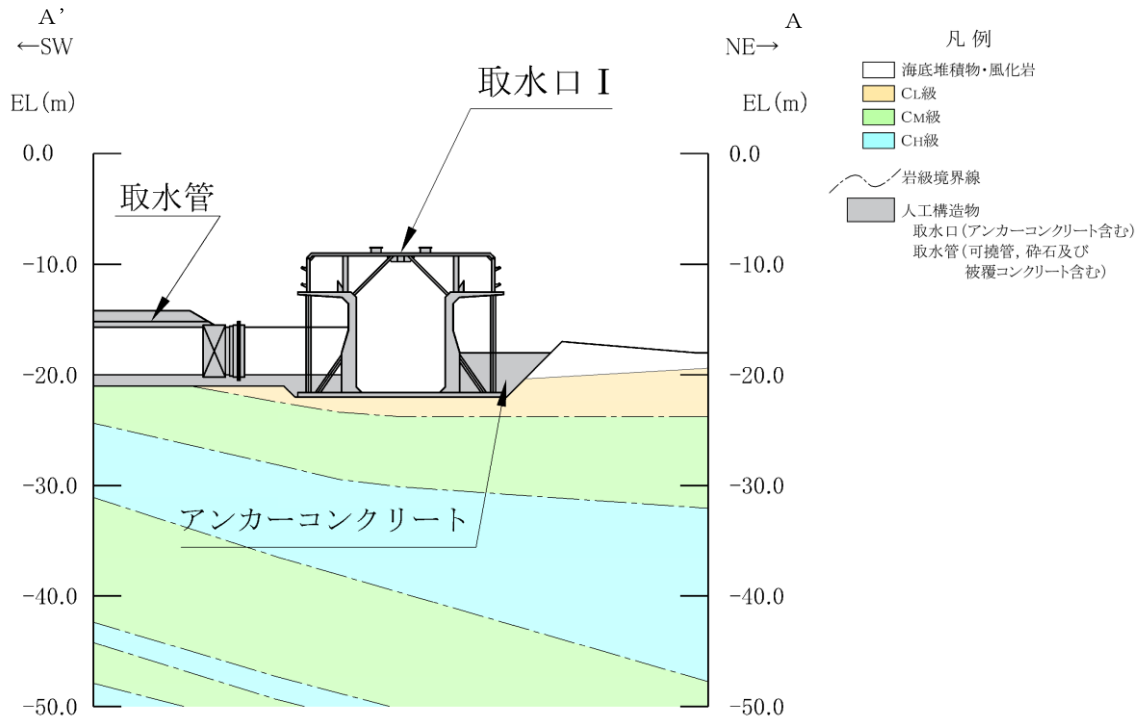 A’
←SW
A
NE→
EL(m)
EL(m)
取水口 I
取水管
アンカーコンクリート
0.0
-10.0
-20.0
-30.0
-40.0
-50.0
0.0
-10.0
-20.0
-30.0
-40.0
-50.0
凡 例
海底堆積物・風化岩
CL級
CM級
CH級
岩級境界線
人工構造物
取水口(アンカーコンクリート含む)
取水管(可撓管, 砕石及び
被覆コンクリート含む)